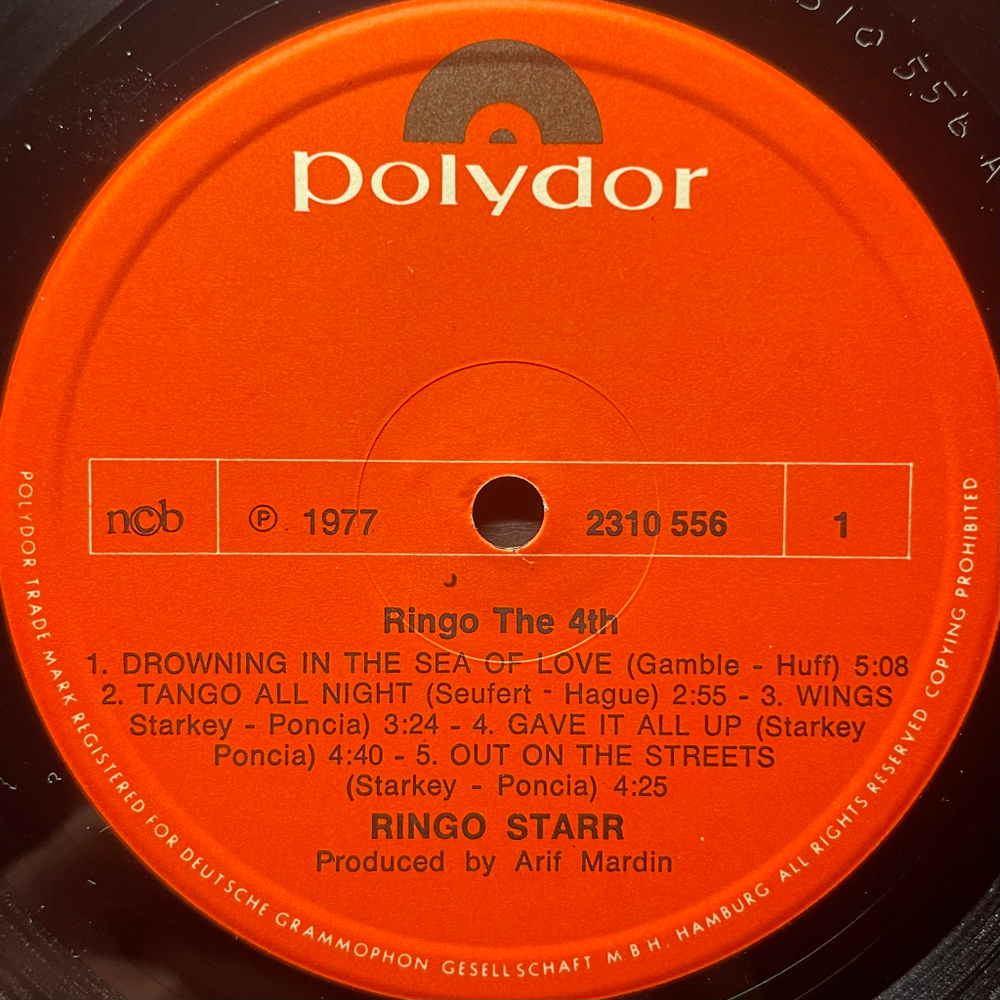 polydor
ncb
Ⓟ 1977
2310 556
1
Ringo The 4th
1. DROWNING IN THE SEA OF LOVE (Gamble - Huff) 5:08
2. TANGO ALL NIGHT (Seufert - Hague) 2:55 - 3. WINGS
Starkey - Poncia) 3:24 - 4. GAVE IT ALL UP (Starkey
Poncia) 4:40 - 5. OUT ON THE STREETS
(Starkey - Poncia) 4:25
RINGO STARR
Produced by Arif Mardin
POLYDOR TRADE MARK REGISTERED FOR DEUTSCHE GRAMMOPHON GESELLSCHAFT M B H. HAMBURG ALL RIGHTS RESERVED COPYING PROHIBITED